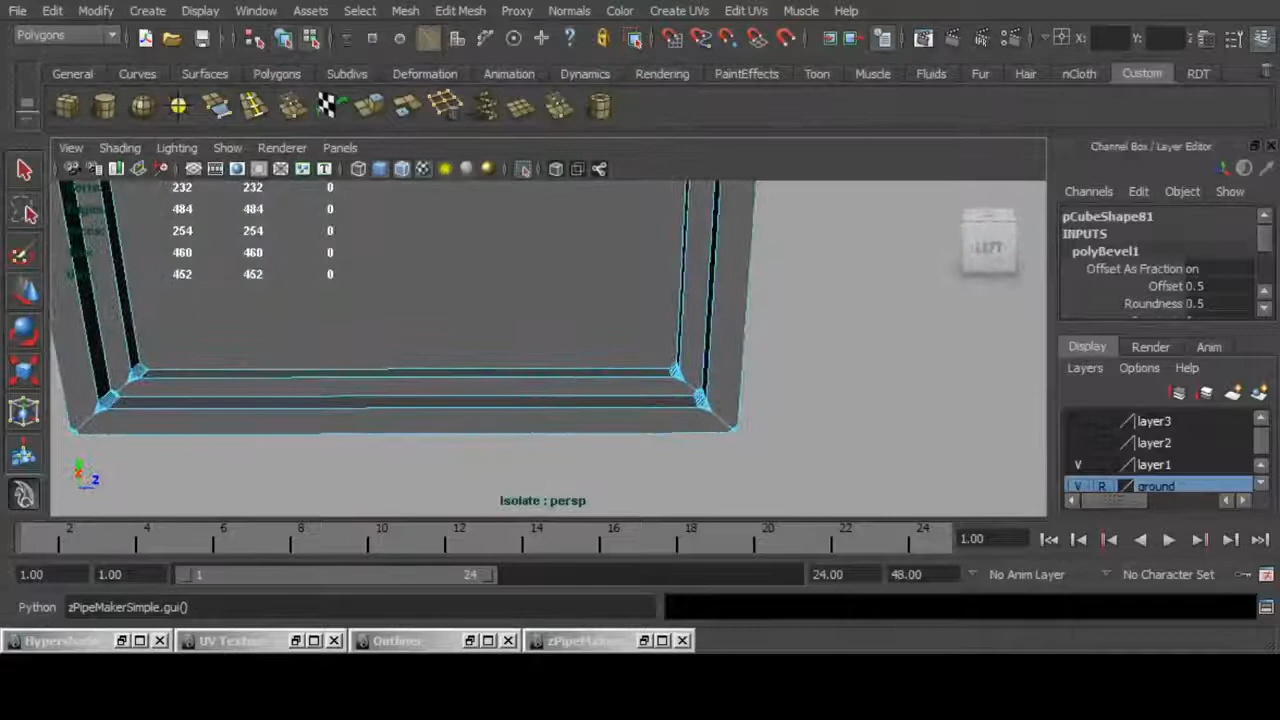 File Edit Modify Create Display Window Assets Select Mesh Edit Mesh Proxy Normals Color Create UVs Edit UVs Muscle Help
Polygons X: Y: Z:
General Curves Surfaces Polygons Subdivs Deformation Animation Dynamics Rendering PaintEffects Toon Muscle Fluids Fur Hair nCloth Custom RDT
View Shading Lighting Show Renderer Panels
232 232 0
484 484 0
254 254 0
460 460 0
452 452 0
LEFT
z
Isolate : persp
Channel Box / Layer Editor
Channels Edit Object Show
pCubeShape81
INPUTS
polyBevel1
Offset As Fraction on
Offset 0.5
Roundness 0.5
Display Render Anim
Layers Options Help
layer3
layer2
V layer1
V R ground
2 4 6 8 10 12 14 16 18 20 22 24
1.00
1.00 1.00 1 24 24.00 48.00 No Anim Layer No Character Set
Python zPipeMakerSimple.gui()
Hypersha UV Textu Outliner zPipeMake